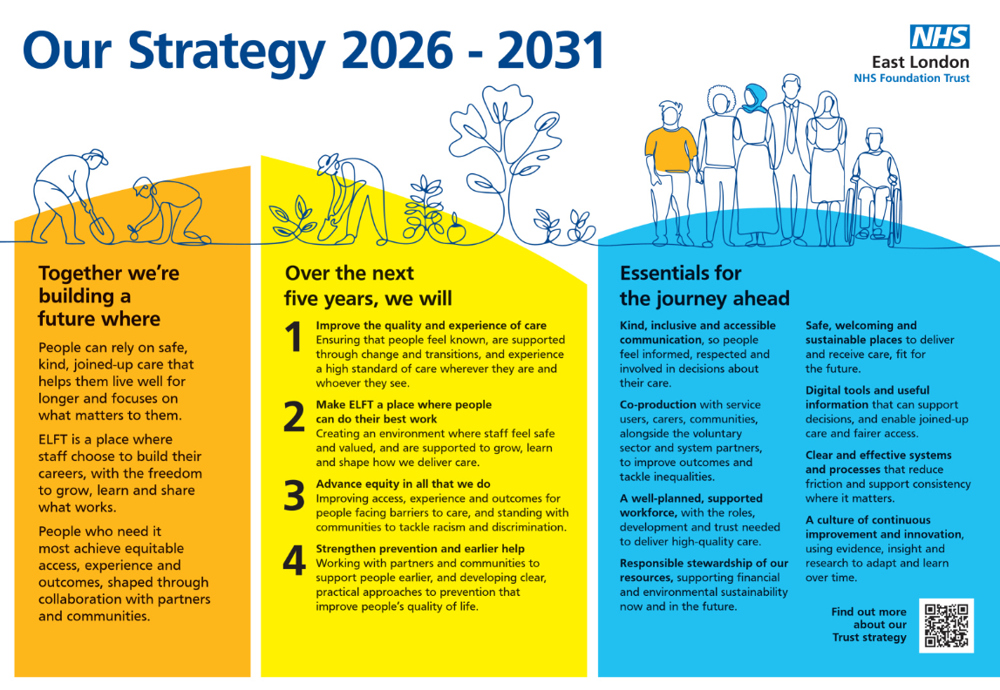 Our Strategy 2026 - 2031
NHS
East London
NHS Foundation Trust
Together we’re
building a
future where
People can rely on safe,
kind, joined-up care that
helps them live well for
longer and focuses on
what matters to them.
ELFT is a place where
staff choose to build their
careers, with the freedom
to grow, learn and share
what works.
People who need it
most achieve equitable
access, experience and
outcomes, shaped through
collaboration with partners
and communities.
Over the next
five years, we will
1
Improve the quality and experience of care
Ensuring that people feel known, are supported
through change and transitions, and experience
a high standard of care wherever they are and
whoever they see.
2
Make ELFT a place where people
can do their best work
Creating an environment where staff feel safe
and valued, and are supported to grow, learn
and shape how we deliver care.
3
Advance equity in all that we do
Improving access, experience and outcomes for
people facing barriers to care, and standing with
communities to tackle racism and discrimination.
4
Strengthen prevention and earlier help
Working with partners and communities to
support people earlier, and developing clear,
practical approaches to prevention that
improve people’s quality of life.
Essentials for
the journey ahead
Kind, inclusive and accessible
communication, so people
feel informed, respected and
involved in decisions about
their care.
Co-production with service
users, carers, communities,
alongside the voluntary
sector and system partners,
to improve outcomes and
tackle inequalities.
A well-planned, supported
workforce, with the roles,
development and trust needed
to deliver high-quality care.
Responsible stewardship of our
resources, supporting financial
and environmental sustainability
now and in the future.
Safe, welcoming and
sustainable places to deliver
and receive care, fit for
the future.
Digital tools and useful
information that can support
decisions, and enable joined-up
care and fairer access.
Clear and effective systems
and processes that reduce
friction and support consistency
where it matters.
A culture of continuous
improvement and innovation,
using evidence, insight and
research to adapt and learn
over time.
Find out more
about our
Trust strategy